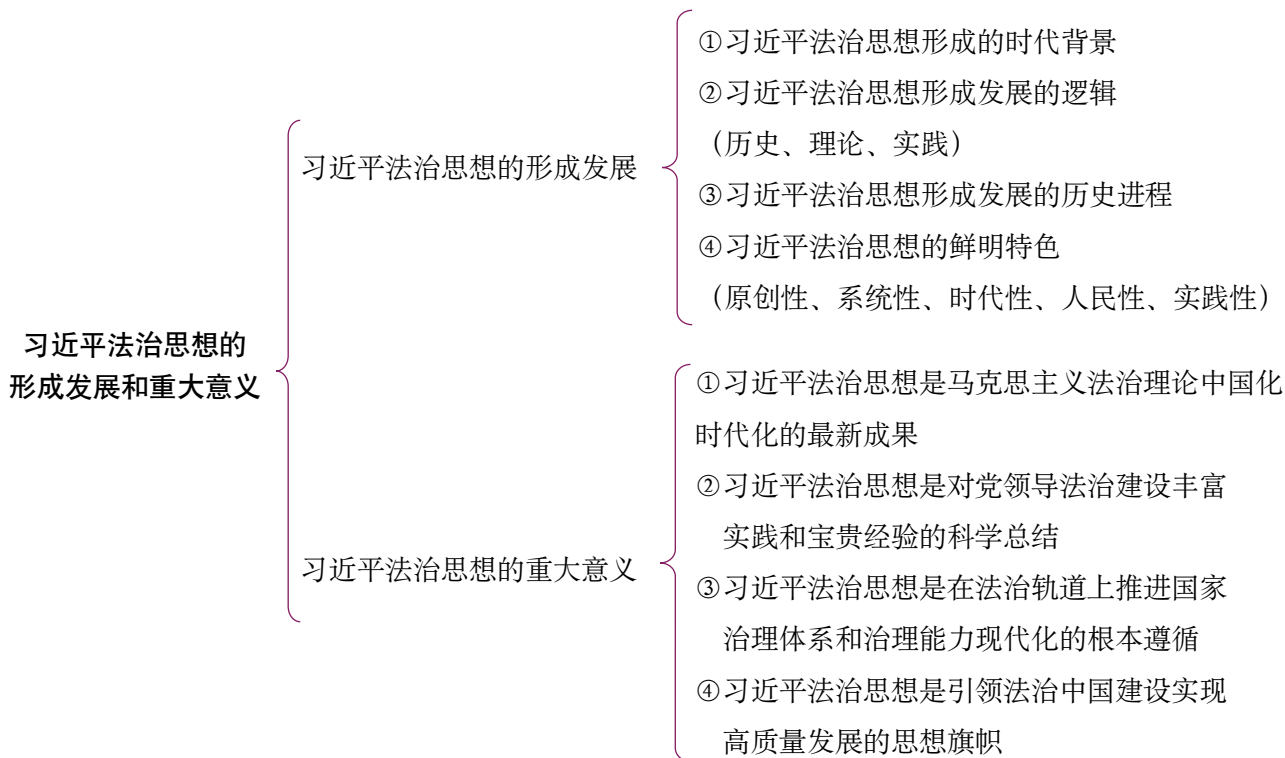 习近平法治思想的
形成发展和重大意义
习近平法治思想的形成发展
①习近平法治思想形成的时代背景
②习近平法治思想形成发展的逻辑
（历史、理论、实践）
③习近平法治思想形成发展的历史进程
④习近平法治思想的鲜明特色
（原创性、系统性、时代性、人民性、实践性）
习近平法治思想的重大意义
①习近平法治思想是马克思主义法治理论中国化
时代化的最新成果
②习近平法治思想是对党领导法治建设丰富
实践和宝贵经验的科学总结
③习近平法治思想是在法治轨道上推进国家
治理体系和治理能力现代化的根本遵循
④习近平法治思想是引领法治中国建设实现
高质量发展的思想旗帜